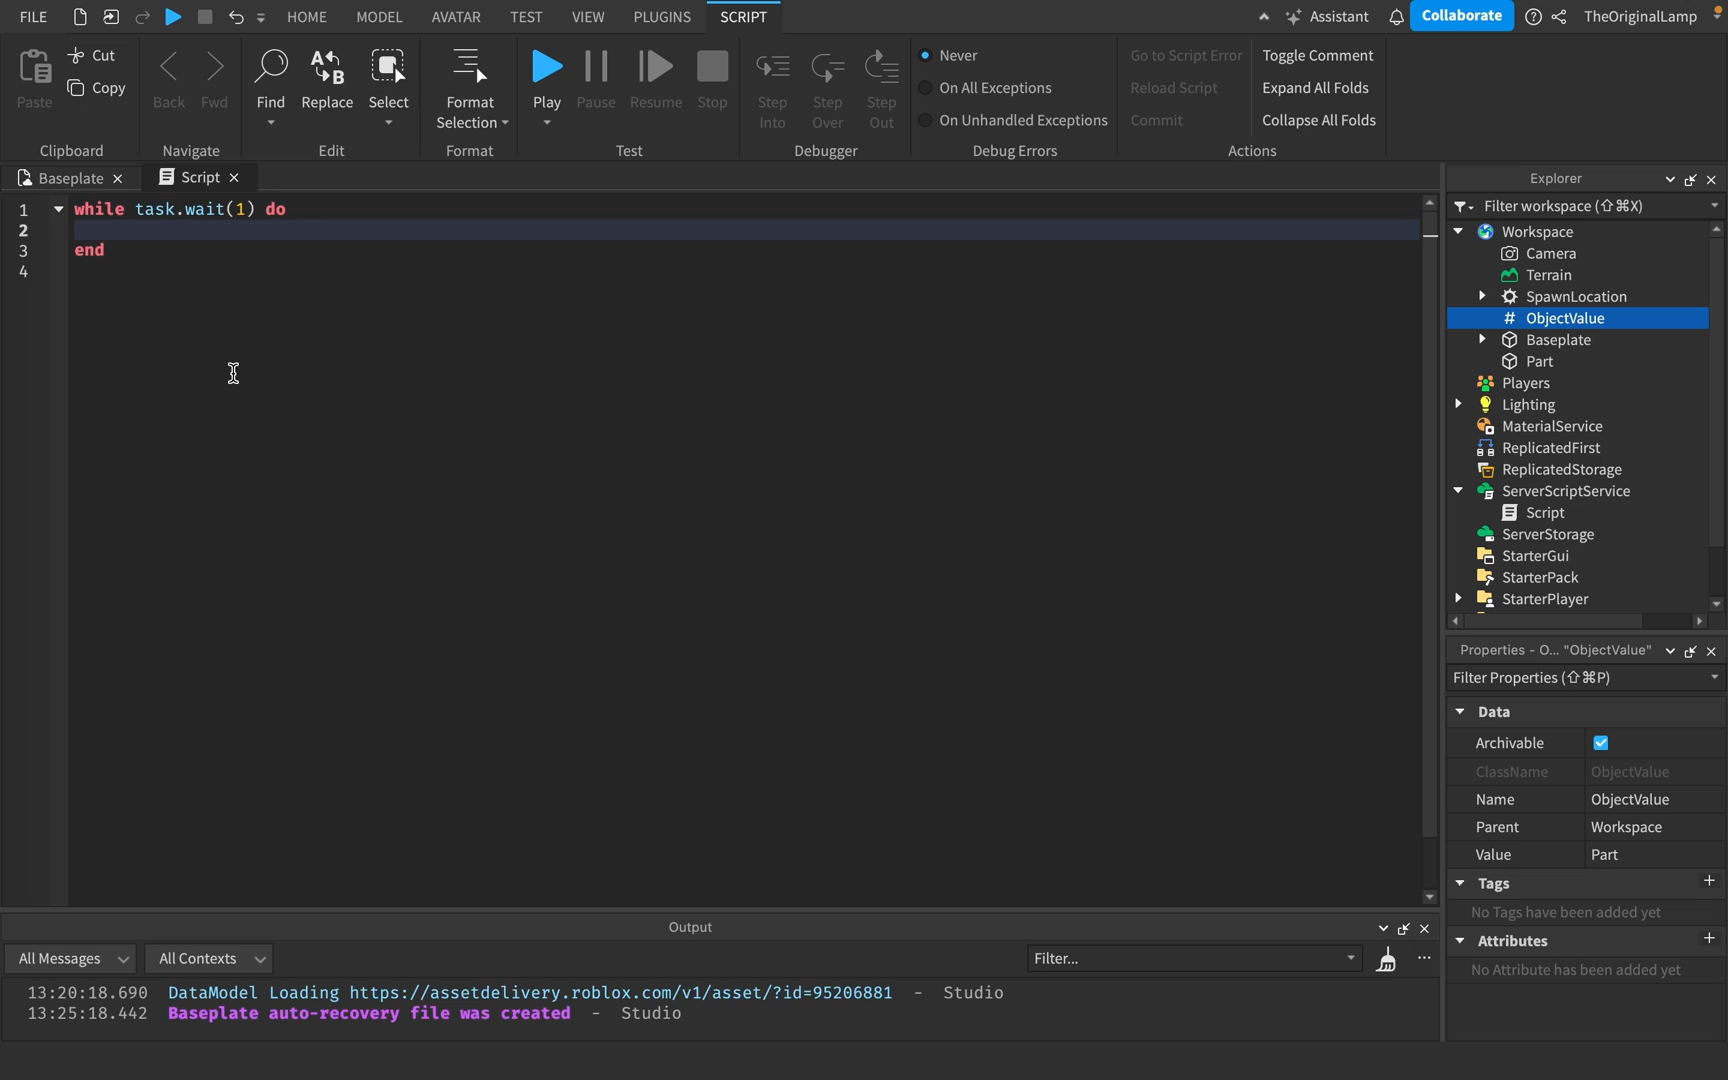 FILE HOME MODEL AVATAR TEST VIEW PLUGINS SCRIPT Assistant Collaborate TheOriginalLamp
Paste Cut Copy Back Fwd Find Replace Select Format Selection Play Pause Resume Stop Step Into Step Over Step Out
Never
On All Exceptions
On Unhandled Exceptions
Go to Script Error
Reload Script
Commit
Toggle Comment
Expand All Folds
Collapse All Folds
Clipboard Navigate Edit Format Test Debugger Debug Errors Actions
Baseplate Script
1 while task.wait(1) do
2
3 end
4
Explorer
Filter workspace (⇧⌘X)
Workspace
Camera
Terrain
SpawnLocation
# ObjectValue
Baseplate
Part
Players
Lighting
MaterialService
ReplicatedFirst
ReplicatedStorage
ServerScriptService
Script
ServerStorage
StarterGui
StarterPack
StarterPlayer
Properties - O... "ObjectValue"
Filter Properties (⇧⌘P)
Data
Archivable
ClassName ObjectValue
Name ObjectValue
Parent Workspace
Value Part
Tags +
No Tags have been added yet
Attributes +
No Attribute has been added yet
Output
All Messages All Contexts Filter... ...
13:20:18.690 DataModel Loading https://assetdelivery.roblox.com/v1/asset/?id=95206881 - Studio
13:25:18.442 Baseplate auto-recovery file was created - Studio